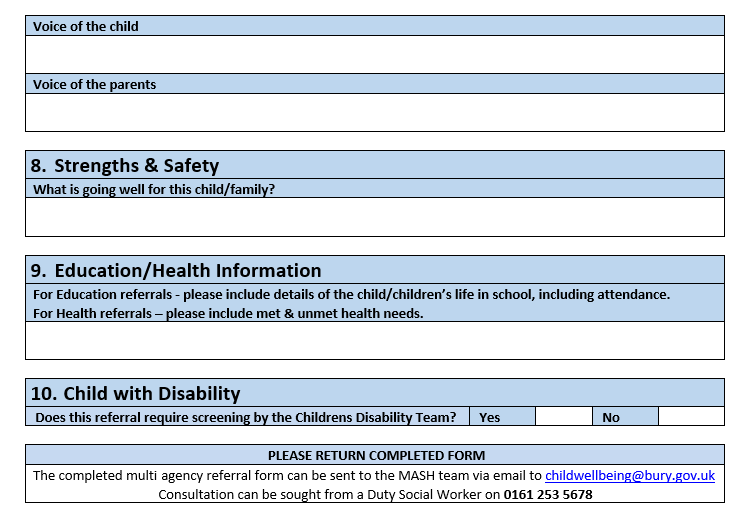 Voice of the child
Voice of the parents
8. Strengths & Safety
What is going well for this child/family?
9. Education/Health Information
For Education referrals - please include details of the child/children's life in school, including attendance.
For Health referrals – please include met & unmet health needs.
10. Child with Disability
Does this referral require screening by the Childrens Disability Team? Yes No
PLEASE RETURN COMPLETED FORM
The completed multi agency referral form can be sent to the MASH team via email to childwellbeing@bury.gov.uk
Consultation can be sought from a Duty Social Worker on 0161 253 5678